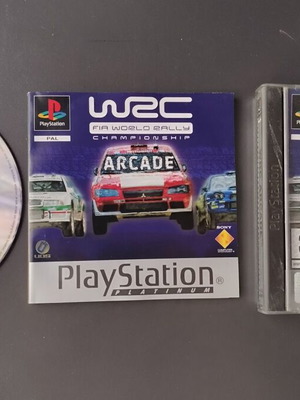 PlayStation
PAL
WRC
FIA WORLD RALLY
CHAMPIONSHIP
ARCADE
SONY
PlayStation®
PLATINUM
PlayStation